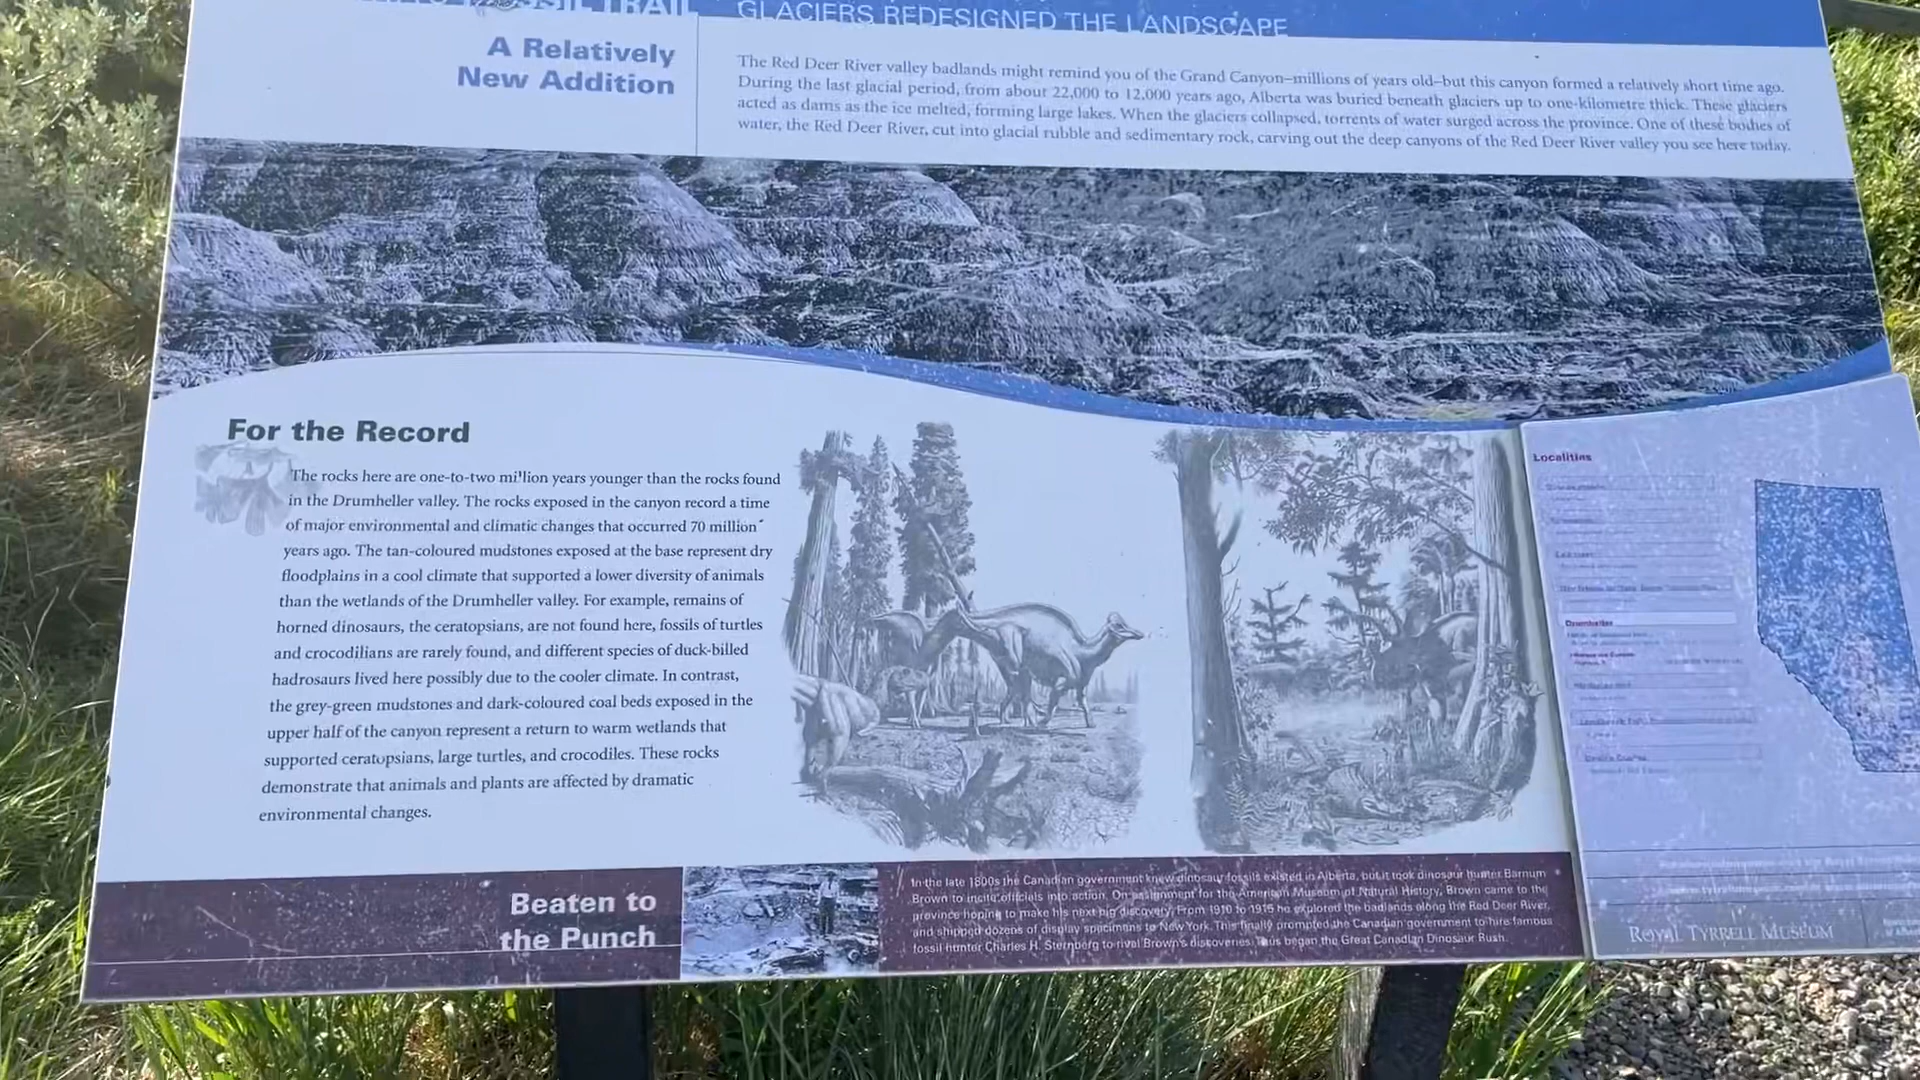 FOSSIL TRAIL
GLACIERS REDESIGNED THE LANDSCAPE
A Relatively
New Addition
The Red Deer River valley badlands might remind you of the Grand Canyon–millions of years old–but this canyon formed a relatively short time ago.
During the last glacial period, from about 22,000 to 12,000 years ago, Alberta was buried beneath glaciers up to one-kilometre thick. These glaciers
acted as dams as the ice melted, forming large lakes. When the glaciers collapsed, torrents of water surged across the province. One of these bodies of
water, the Red Deer River, cut into glacial rubble and sedimentary rock, carving out the deep canyons of the Red Deer River valley you see here today.
For the Record
The rocks here are one-to-two million years younger than the rocks found
in the Drumheller valley. The rocks exposed in the canyon record a time
of major environmental and climatic changes that occurred 70 million
years ago. The tan-coloured mudstones exposed at the base represent dry
floodplains in a cool climate that supported a lower diversity of animals
than the wetlands of the Drumheller valley. For example, remains of
horned dinosaurs, the ceratopsians, are not found here, fossils of turtles
and crocodilians are rarely found, and different species of duck-billed
hadrosaurs lived here possibly due to the cooler climate. In contrast,
the grey-green mudstones and dark-coloured coal beds exposed in the
upper half of the canyon represent a return to warm wetlands that
supported ceratopsians, large turtles, and crocodiles. These rocks
demonstrate that animals and plants are affected by dramatic
environmental changes.
Beaten to
the Punch
In the late 1800s the Canadian government knew dinosaur fossils existed in Alberta, but it took dinosaur hunter Barnum
Brown to incite officials into action. On assignment for the American Museum of Natural History, Brown came to the
province hoping to make his next big discovery. From 1910 to 1915 he explored the badlands along the Red Deer River,
and shipped dozens of display specimens to New York. This finally prompted the Canadian government to hire famous
fossil hunter Charles H. Sternberg to rival Brown's discoveries. Thus began the Great Canadian Dinosaur Rush.
Localities
Drumheller
ROYAL TYRRELL MUSEUM